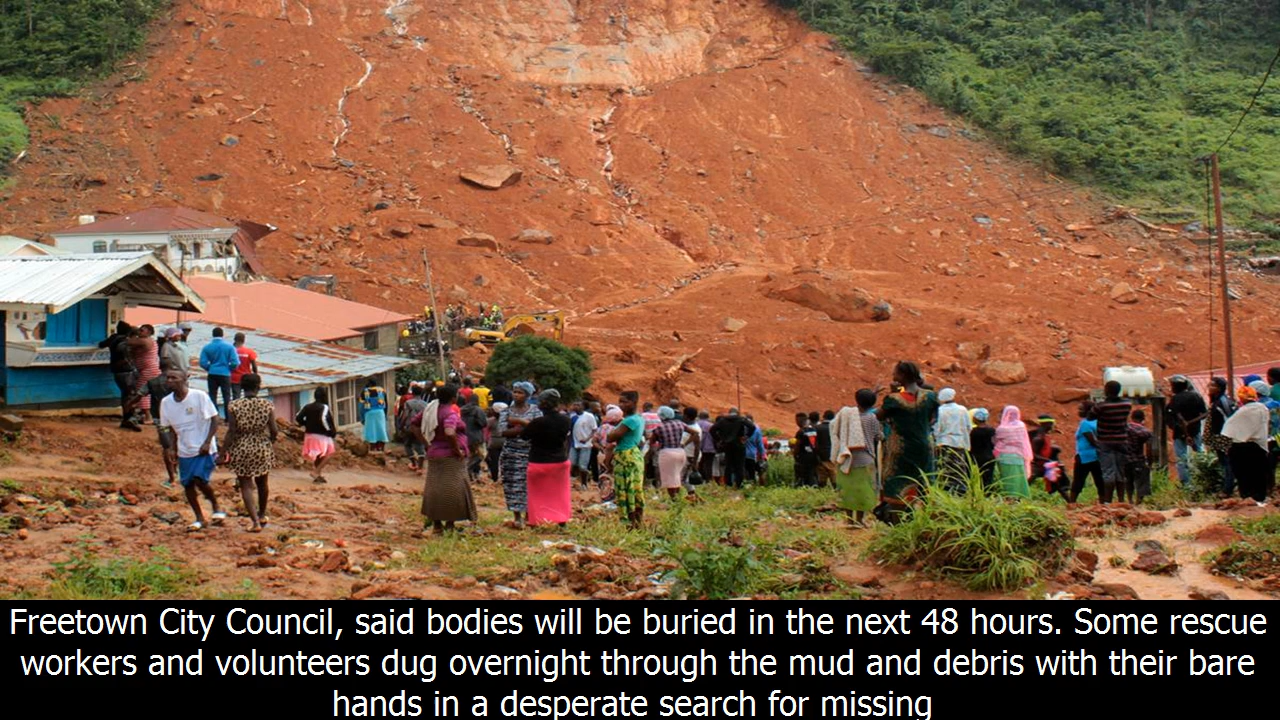 Freetown City Council, said bodies will be buried in the next 48 hours. Some rescue
workers and volunteers dug overnight through the mud and debris with their bare
hands in a desperate search for missing